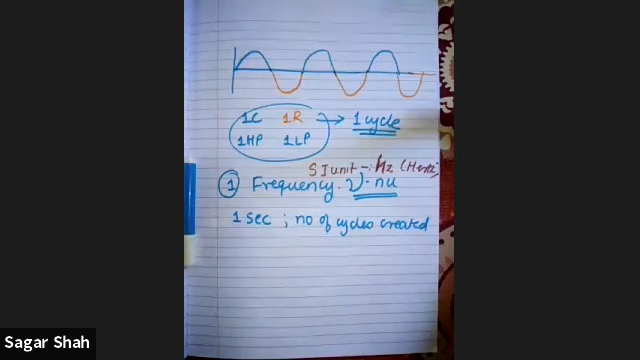 1C 1R → 1 cycle
1HP 1LP
SI unit -: Hz (Hertz)
1 Frequency. ν - nu
1 sec ; no of cycles created
Sagar Shah